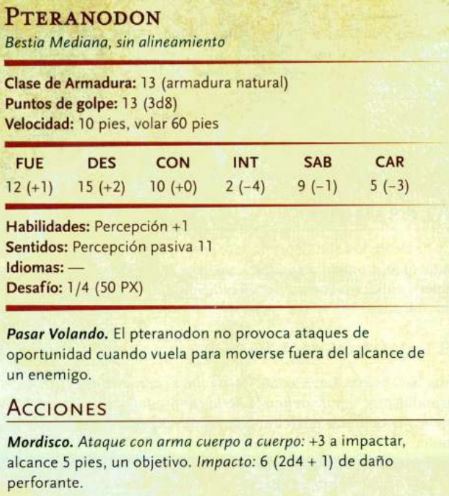 PTERANODON
Bestia Mediana, sin alineamiento
Clase de Armadura: 13 (armadura natural)
Puntos de golpe: 13 (3d8)
Velocidad: 10 pies, volar 60 pies
FUE DES CON INT SAB CAR
12 (+1) 15 (+2) 10 (+0) 2 (−4) 9 (−1) 5 (−3)
Habilidades: Percepción +1
Sentidos: Percepción pasiva 11
Idiomas: —
Desafío: 1/4 (50 PX)
Pasar Volando. El pteranodon no provoca ataques de
oportunidad cuando vuela para moverse fuera del alcance de
un enemigo.
ACCIONES
Mordisco. Ataque con arma cuerpo a cuerpo: +3 a impactar,
alcance 5 pies, un objetivo. Impacto: 6 (2d4 + 1) de daño
perforante.